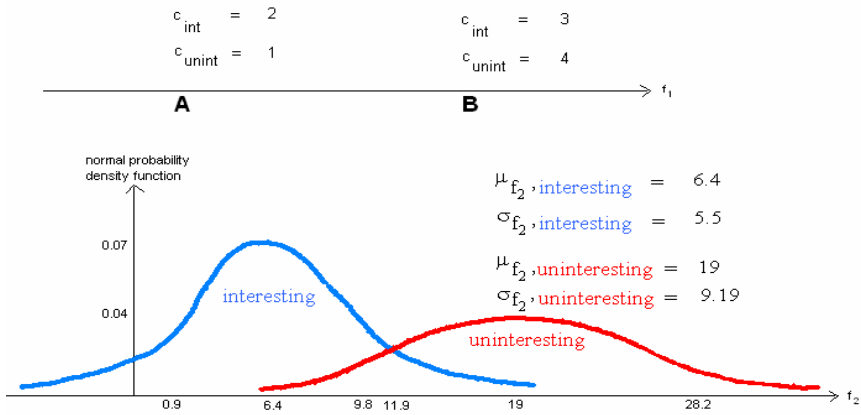 c int = 2
c unint = 1
c int = 3
c unint = 4
A
B
f1
normal probability
density function
μ f2, interesting = 6.4
σ f2, interesting = 5.5
μ f2, uninteresting = 19
σ f2, uninteresting = 9.19
0.07
0.04
interesting
uninteresting
0.9 6.4 9.8 11.9 19 28.2 f2